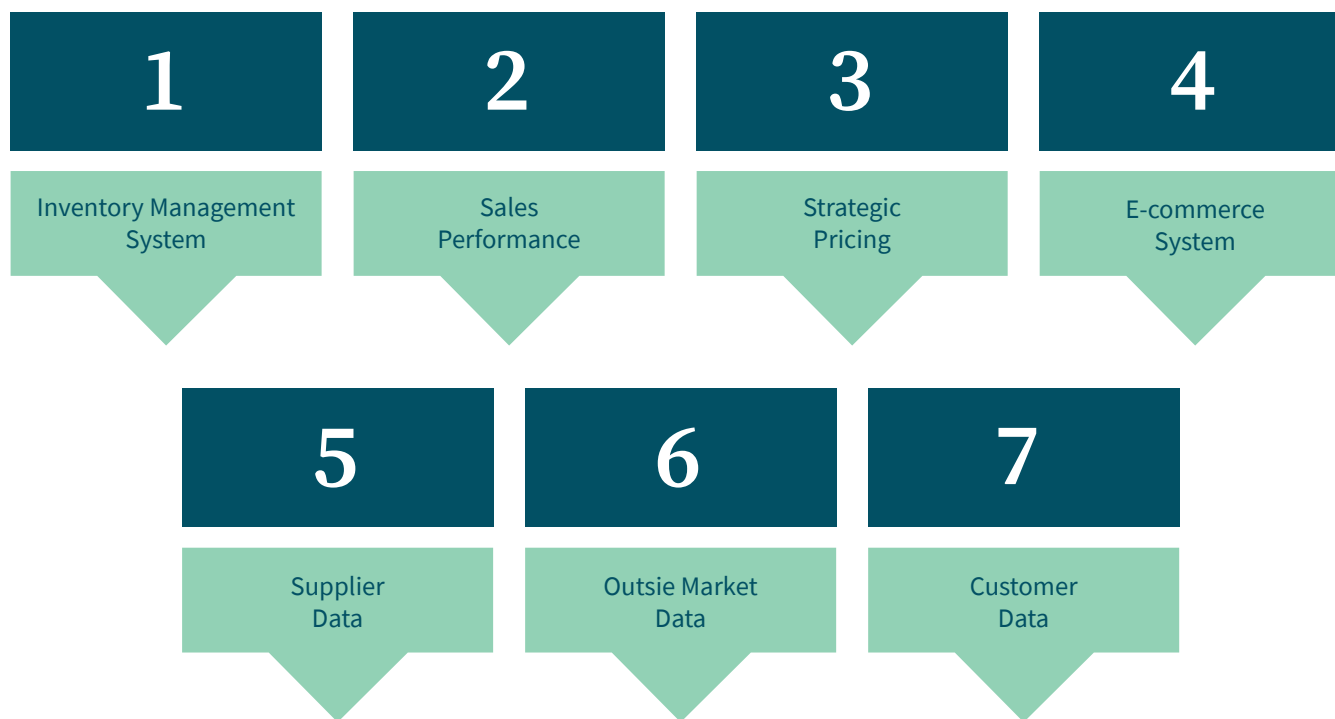 1
2
3
4
Inventory Management
System
Sales
Performance
Strategic
Pricing
E-commerce
System
5
6
7
Supplier
Data
Outsie Market
Data
Customer
Data